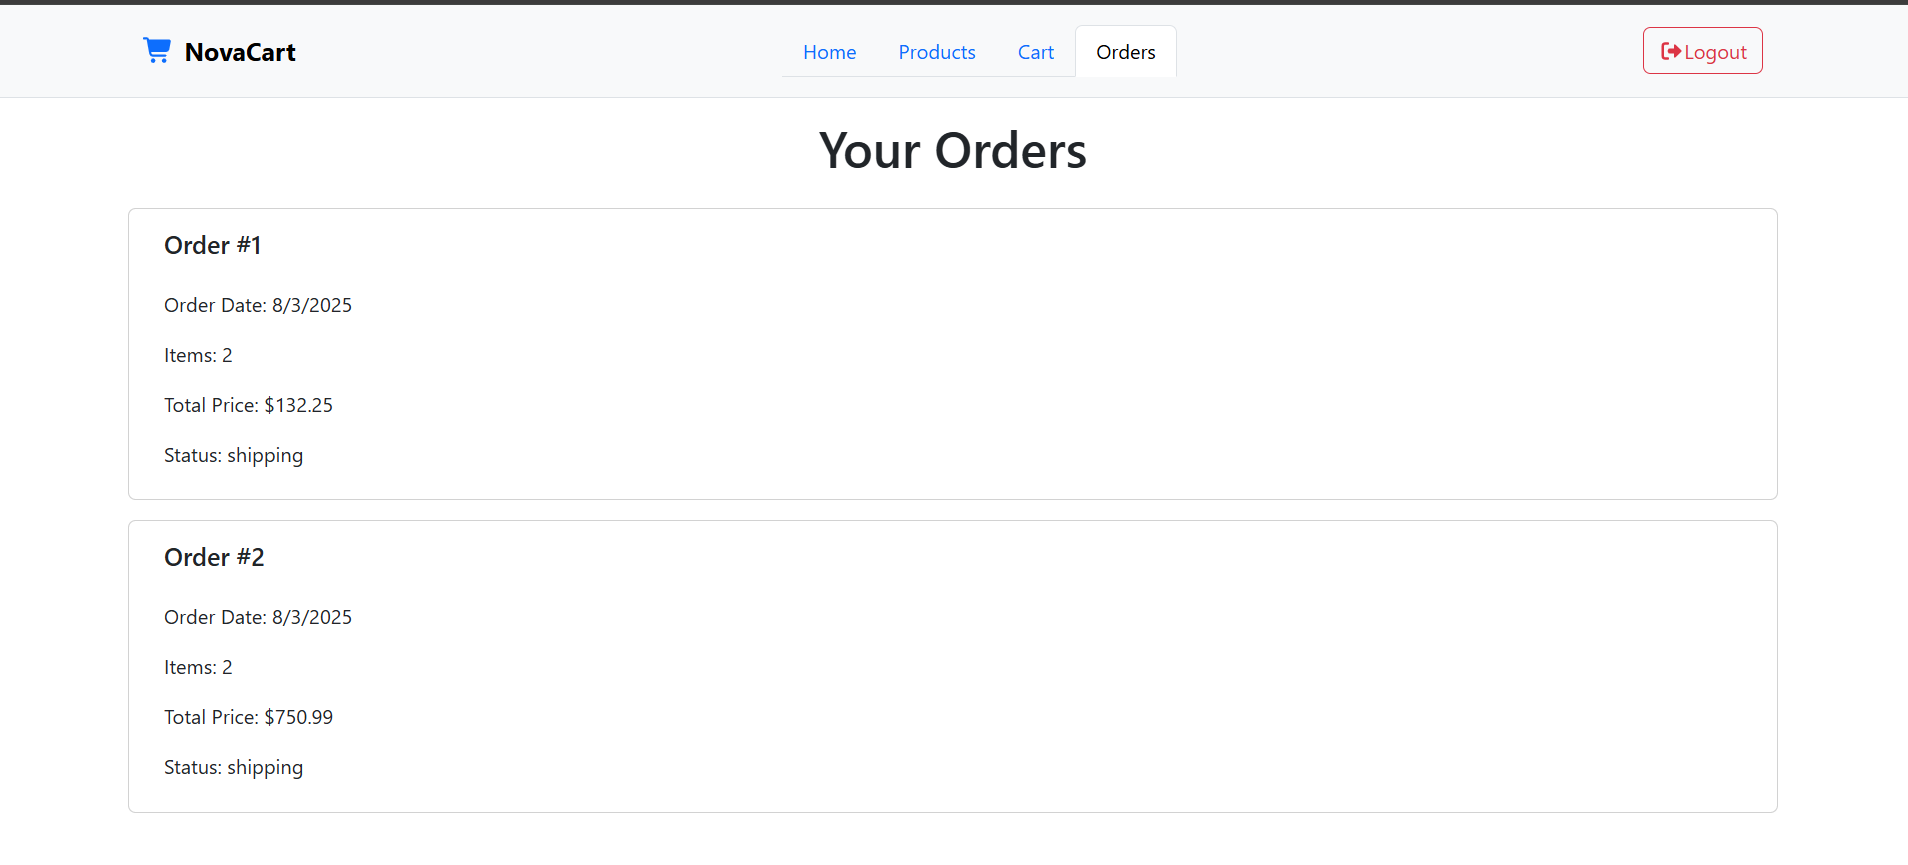 NovaCart
Home Products Cart Orders
Logout
Your Orders
Order #1
Order Date: 8/3/2025
Items: 2
Total Price: $132.25
Status: shipping
Order #2
Order Date: 8/3/2025
Items: 2
Total Price: $750.99
Status: shipping